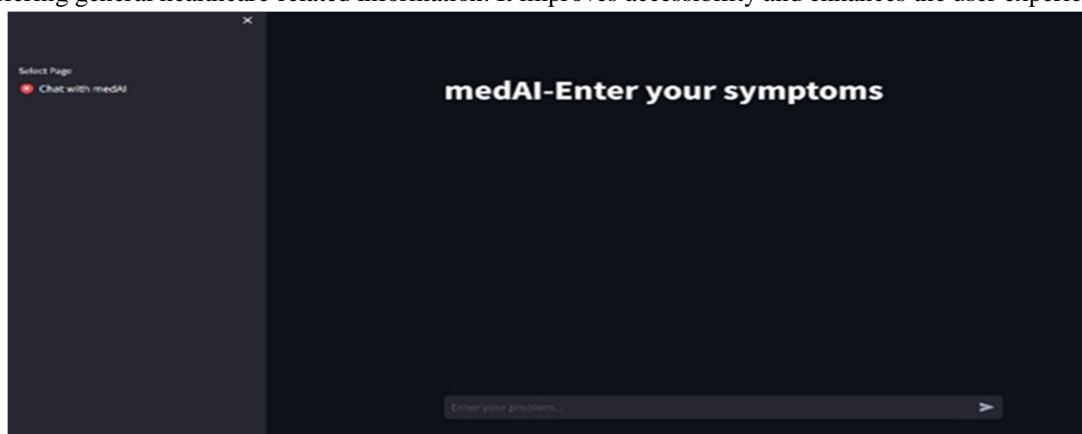 ering general healthcare-related information. It improves accessibility and enhances the user experie
×
Select Page
Chat with medAI
medAI-Enter your symptoms
Enter your problem...